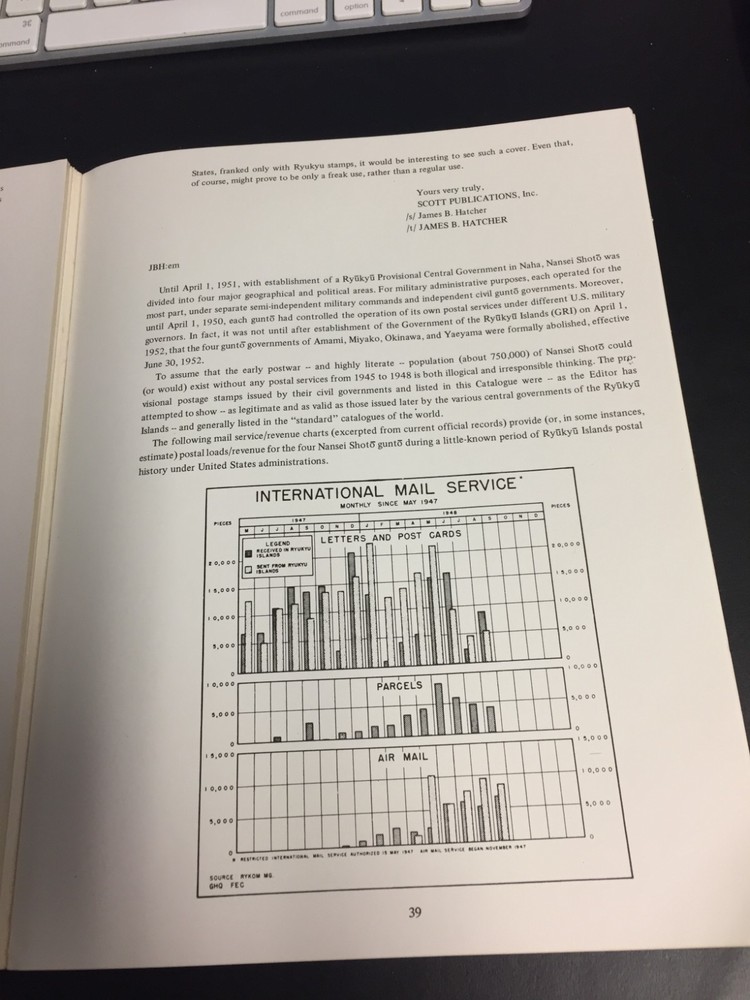 command
option
States, franked only with Ryukyu stamps, it would be interesting to see such a cover. Even that,
of course, might prove to be only a freak use, rather than a regular use.
Yours very truly,
SCOTT PUBLICATIONS, Inc.
/s/ James B. Hatcher
/t/ JAMES B. HATCHER
JBH:em
Until April 1, 1951, with establishment of a Ryūkyū Provisional Central Government in Naha, Nansei Shotō was
divided into four major geographical and political areas. For military administrative purposes, each operated for the
most part, under separate semi-independent military commands and independent civil guntō governments. Moreover,
until April 1, 1950, each guntō had controlled the operation of its own postal services under different U.S. military
governors. In fact, it was not until after establishment of the Government of the Ryūkyū Islands (GRI) on April 1,
1952, that the four guntō governments of Amami, Miyako, Okinawa, and Yaeyama were formally abolished, effective
June 30, 1952.
To assume that the early postwar -- and highly literate -- population (about 750,000) of Nansei Shotō could
(or would) exist without any postal services from 1945 to 1948 is both illogical and irresponsible thinking. The pro-
visional postage stamps issued by their civil governments and listed in this Catalogue were -- as the Editor has
attempted to show -- as legitimate and as valid as those issued later by the various central governments of the Ryūkyū
Islands -- and generally listed in the "standard" catalogues of the world.
The following mail service/revenue charts (excerpted from current official records) provide (or, in some instances,
estimate) postal loads/revenue for the four Nansei Shotō guntō during a little-known period of Ryūkyū Islands postal
history under United States administrations.
INTERNATIONAL MAIL SERVICE*
MONTHLY SINCE MAY 1947
PIECES 1947 1948 PIECES
M J J A S O N D J F M A M J J A S O N D
LETTERS AND POST CARDS
LEGEND
RECEIVED IN RYUKYU
ISLANDS
SENT FROM RYUKYU
ISLANDS
20,000 20,000
15,000 15,000
10,000 10,000
5,000 5,000
0 0
PARCELS
10,000 10,000
5,000 5,000
0 0
AIR MAIL
15,000 15,000
10,000 10,000
5,000 5,000
0 0
* RESTRICTED INTERNATIONAL MAIL SERVICE AUTHORIZED 15 MAY 1947. AIR MAIL SERVICE BEGAN NOVEMBER 1947
SOURCE RYKOM MG.
GHQ FEC
39